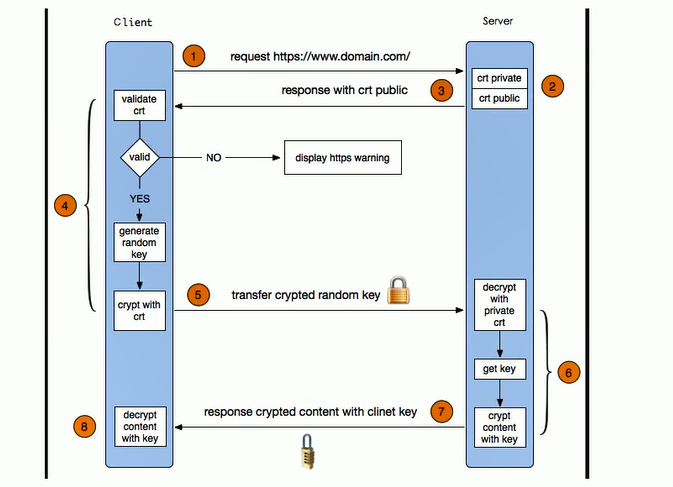 Client
Server
1
request https://www.domain.com/
crt private
2
response with crt public
3
crt public
validate
crt
valid
NO
display https warning
4
YES
generate
random
key
5
transfer crypted random key
crypt with
crt
decrypt
with
private
crt
get key
6
8
decrypt
content
with key
response crypted content with clinet key
7
crypt
content
with key